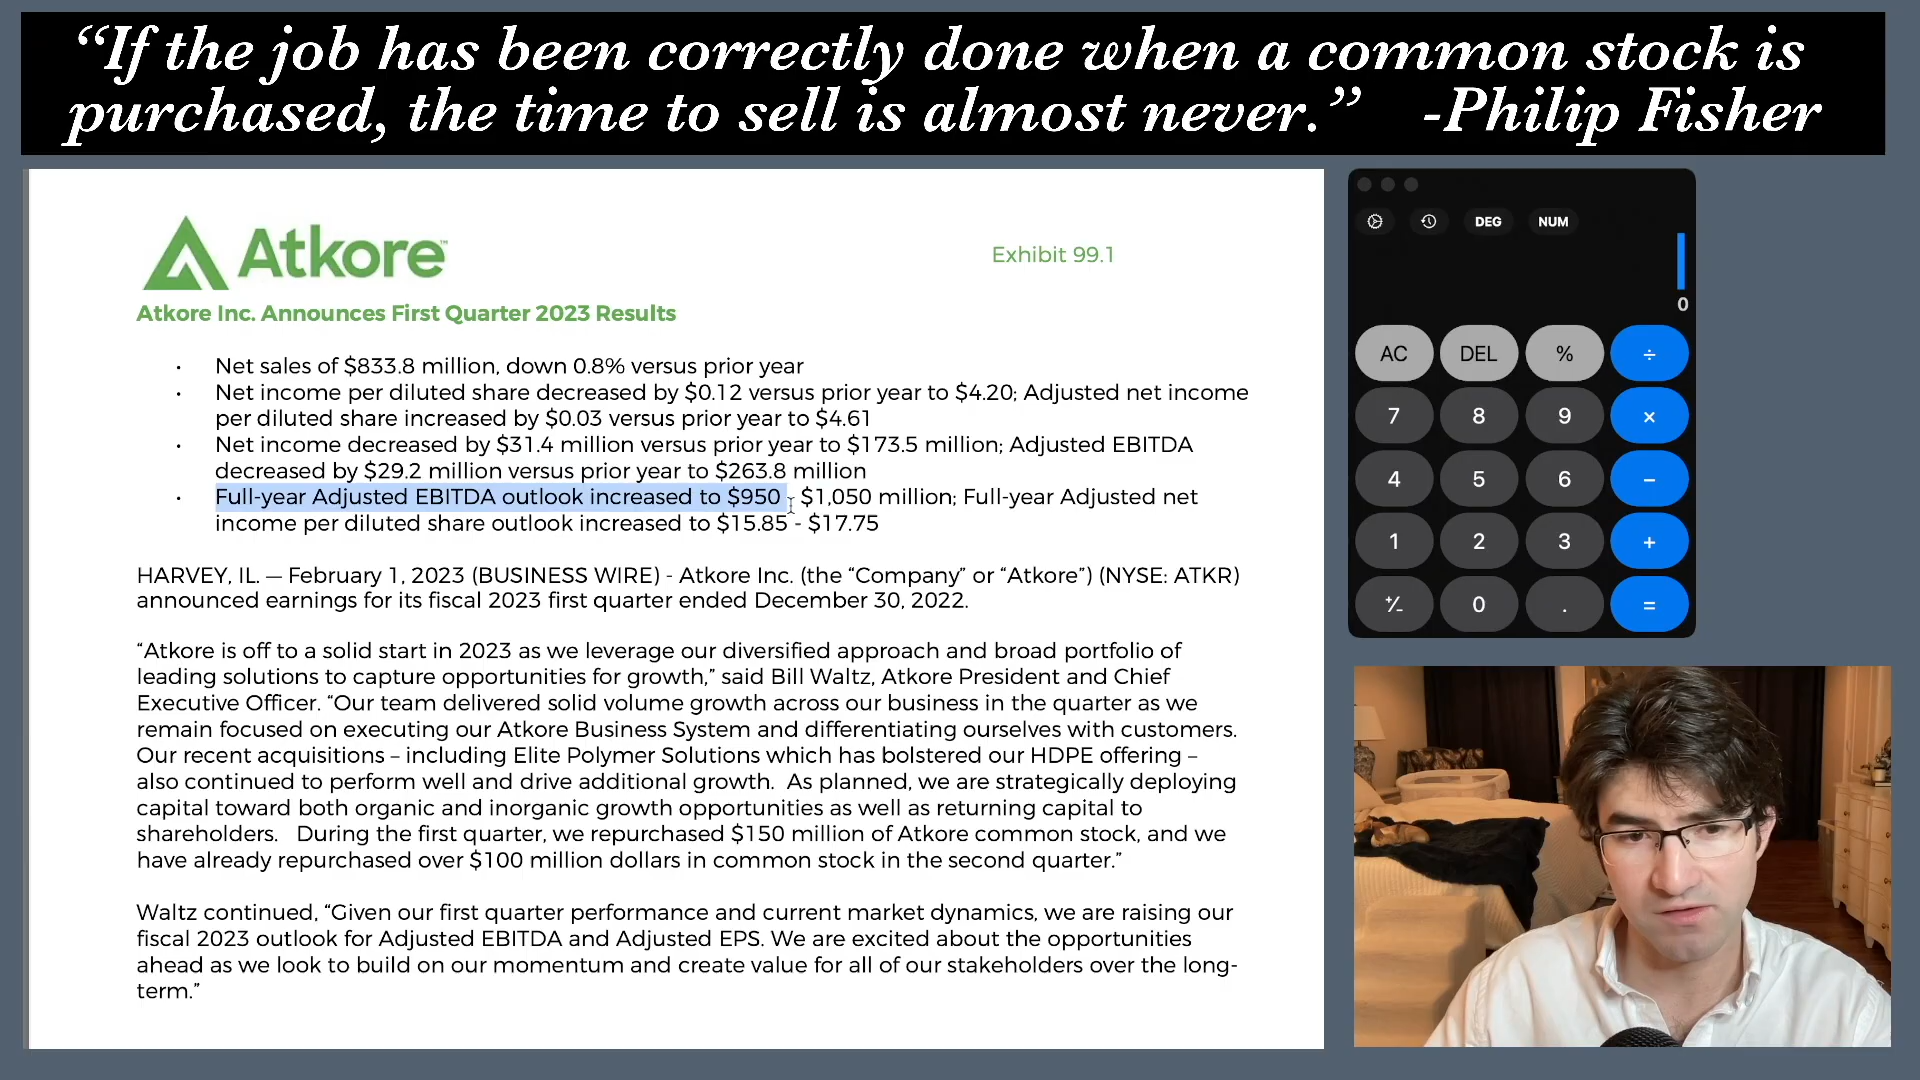 “If the job has been correctly done when a common stock is
purchased, the time to sell is almost never.” -Philip Fisher
Atkore™
Exhibit 99.1
Atkore Inc. Announces First Quarter 2023 Results
• Net sales of $833.8 million, down 0.8% versus prior year
• Net income per diluted share decreased by $0.12 versus prior year to $4.20; Adjusted net income
per diluted share increased by $0.03 versus prior year to $4.61
• Net income decreased by $31.4 million versus prior year to $173.5 million; Adjusted EBITDA
decreased by $29.2 million versus prior year to $263.8 million
• Full-year Adjusted EBITDA outlook increased to $950 - $1,050 million; Full-year Adjusted net
income per diluted share outlook increased to $15.85 - $17.75
HARVEY, IL. — February 1, 2023 (BUSINESS WIRE) - Atkore Inc. (the “Company” or “Atkore”) (NYSE: ATKR)
announced earnings for its fiscal 2023 first quarter ended December 30, 2022.
“Atkore is off to a solid start in 2023 as we leverage our diversified approach and broad portfolio of
leading solutions to capture opportunities for growth,” said Bill Waltz, Atkore President and Chief
Executive Officer. “Our team delivered solid volume growth across our business in the quarter as we
remain focused on executing our Atkore Business System and differentiating ourselves with customers.
Our recent acquisitions – including Elite Polymer Solutions which has bolstered our HDPE offering –
also continued to perform well and drive additional growth. As planned, we are strategically deploying
capital toward both organic and inorganic growth opportunities as well as returning capital to
shareholders. During the first quarter, we repurchased $150 million of Atkore common stock, and we
have already repurchased over $100 million dollars in common stock in the second quarter.”
Waltz continued, “Given our first quarter performance and current market dynamics, we are raising our
fiscal 2023 outlook for Adjusted EBITDA and Adjusted EPS. We are excited about the opportunities
ahead as we look to build on our momentum and create value for all of our stakeholders over the long-
term.”
DEG NUM
0
AC DEL % ÷
7 8 9 ×
4 5 6 −
1 2 3 +
⁺∕₋ 0 . =